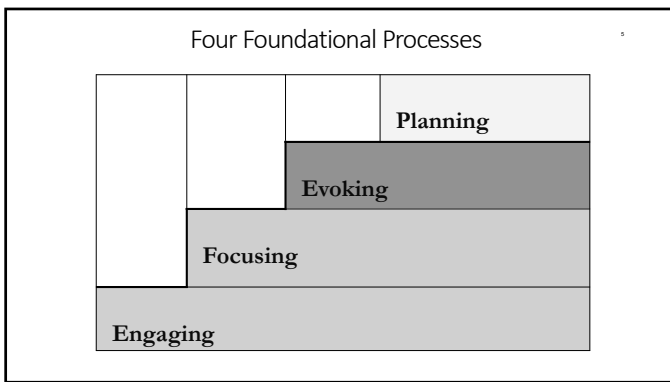 Four Foundational Processes
5
Planning
Evoking
Focusing
Engaging